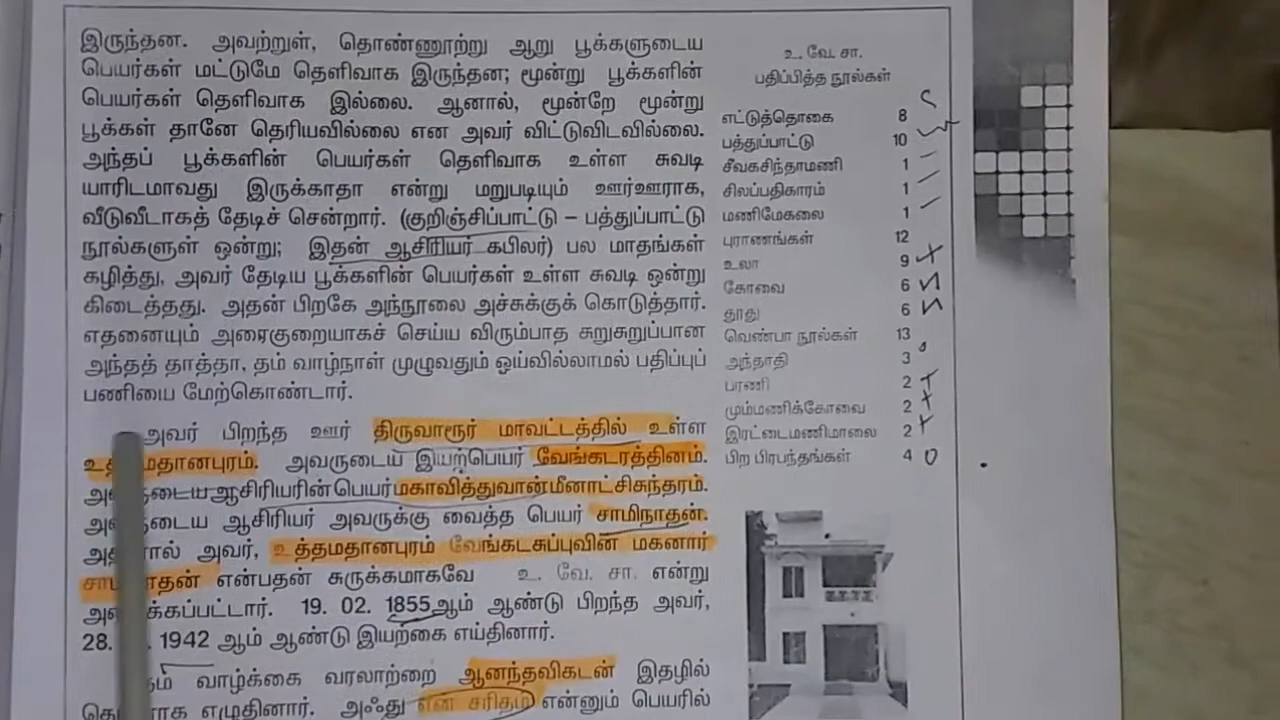 இருந்தன. அவற்றுள், தொண்ணூற்று ஆறு பூக்களுடைய
பெயர்கள் மட்டுமே தெளிவாக இருந்தன; மூன்று பூக்களின்
பெயர்கள் தெளிவாக இல்லை. ஆனால், மூன்றே மூன்று
பூக்கள் தானே தெரியவில்லை என அவர் விட்டுவிடவில்லை.
அந்தப் பூக்களின் பெயர்கள் தெளிவாக உள்ள சுவடி
யாரிடமாவது இருக்காதா என்று மறுபடியும் ஊர்ஊராக,
வீடுவீடாகத் தேடிச் சென்றார். (குறிஞ்சிப்பாட்டு – பத்துப்பாட்டு
நூல்களுள் ஒன்று; இதன் ஆசிரியர் கபிலர்) பல மாதங்கள்
கழித்து, அவர் தேடிய பூக்களின் பெயர்கள் உள்ள சுவடி ஒன்று
கிடைத்தது. அதன் பிறகே அந்நூலை அச்சுக்குக் கொடுத்தார்.
எதனையும் அரைகுறையாகச் செய்ய விரும்பாத சுறுசுறுப்பான
அந்தத் தாத்தா, தம் வாழ்நாள் முழுவதும் ஓய்வில்லாமல் பதிப்புப்
பணியை மேற்கொண்டார்.
அவர் பிறந்த ஊர் திருவாரூர் மாவட்டத்தில் உள்ள
அவருடைய இயற்பெயர் வேங்கடரத்தினம்.
ஆசிரியரின் பெயர் மகாவித்துவான் மீனாட்சிசுந்தரம்.
ஆசிரியர் அவருக்கு வைத்த பெயர் சாமிநாதன்.
அவர், உத்தமதானபுரம் வேங்கடசுப்புவின் மகனார்
என்பதன் சுருக்கமாகவே உ. வே. சா. என்று
19. 02. 1855ஆம் ஆண்டு பிறந்த அவர்,
28. 1942 ஆம் ஆண்டு இயற்கை எய்தினார்.
வாழ்க்கை வரலாற்றை ஆனந்தவிகடன் இதழில்
எழுதினார். அஃது என் சரிதம் என்னும் பெயரில்
உ. வே. சா.
பதிப்பித்த நூல்கள்
எட்டுத்தொகை 8
பத்துப்பாட்டு 10
சீவகசிந்தாமணி 1
சிலப்பதிகாரம் 1
மணிமேகலை 1
புராணங்கள் 12
உலா 9
கோவை 6
தூது 6
வெண்பா நூல்கள் 13
அந்தாதி 3
பரணி 2
மும்மணிக்கோவை 2
இரட்டைமணிமாலை 2
பிற பிரபந்தங்கள் 4